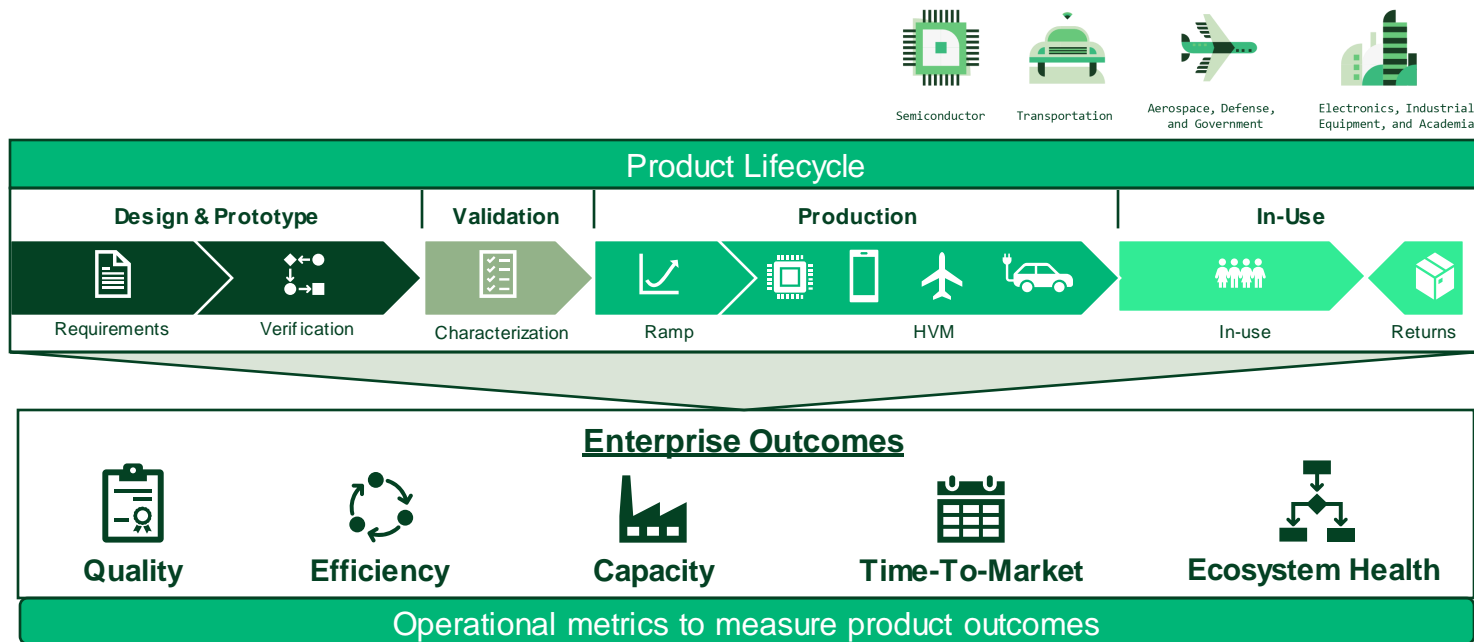 Semiconductor
Transportation
Aerospace, Defense,
and Government
Electronics, Industrial
Equipment, and Academia
Product Lifecycle
Design & Prototype
Validation
Production
In-Use
Requirements
Verification
Characterization
Ramp
HVM
In-use
Returns
Enterprise Outcomes
Quality
Efficiency
Capacity
Time-To-Market
Ecosystem Health
Operational metrics to measure product outcomes